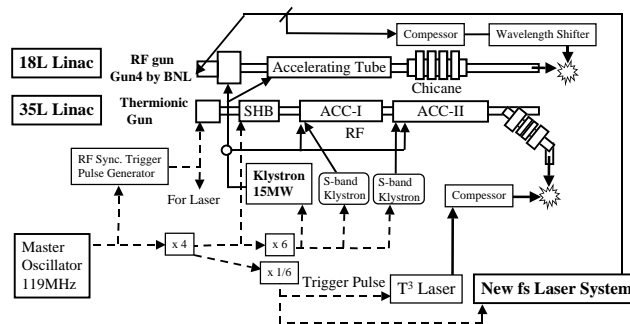 Compessor
Wavelength Shifter
18L Linac
RF gun
Gun4 by BNL
Accelerating Tube
Chicane
35L Linac
Thermionic
Gun
SHB
ACC-I
ACC-II
RF
RF Sync. Trigger
Pulse Generator
For Laser
Klystron
15MW
S-band
Klystron
S-band
Klystron
Compessor
Master
Oscillator
119MHz
x 4
x 6
x 1/6
Trigger Pulse
T³ Laser
New fs Laser System